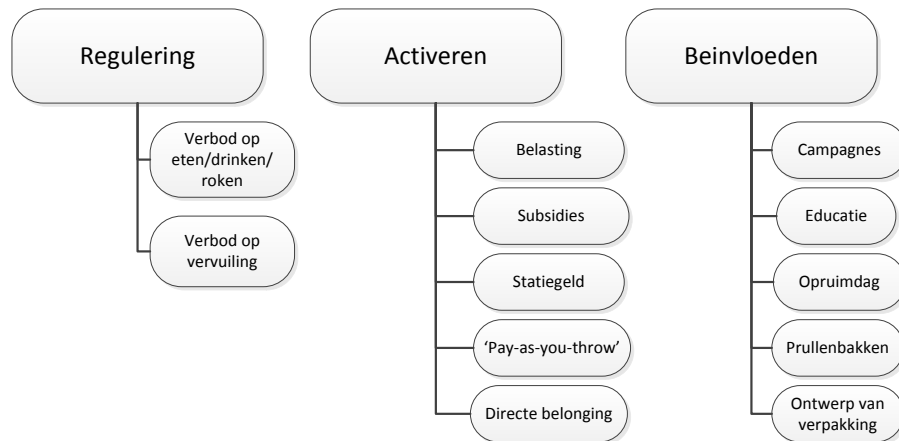 Regulering
Verbod op
eten/drinken/
roken
Verbod op
vervuiling
Activeren
Belasting
Subsidies
Statiegeld
‘Pay-as-you-throw’
Directe belonging
Beinvloeden
Campagnes
Educatie
Opruimdag
Prullenbakken
Ontwerp van
verpakking